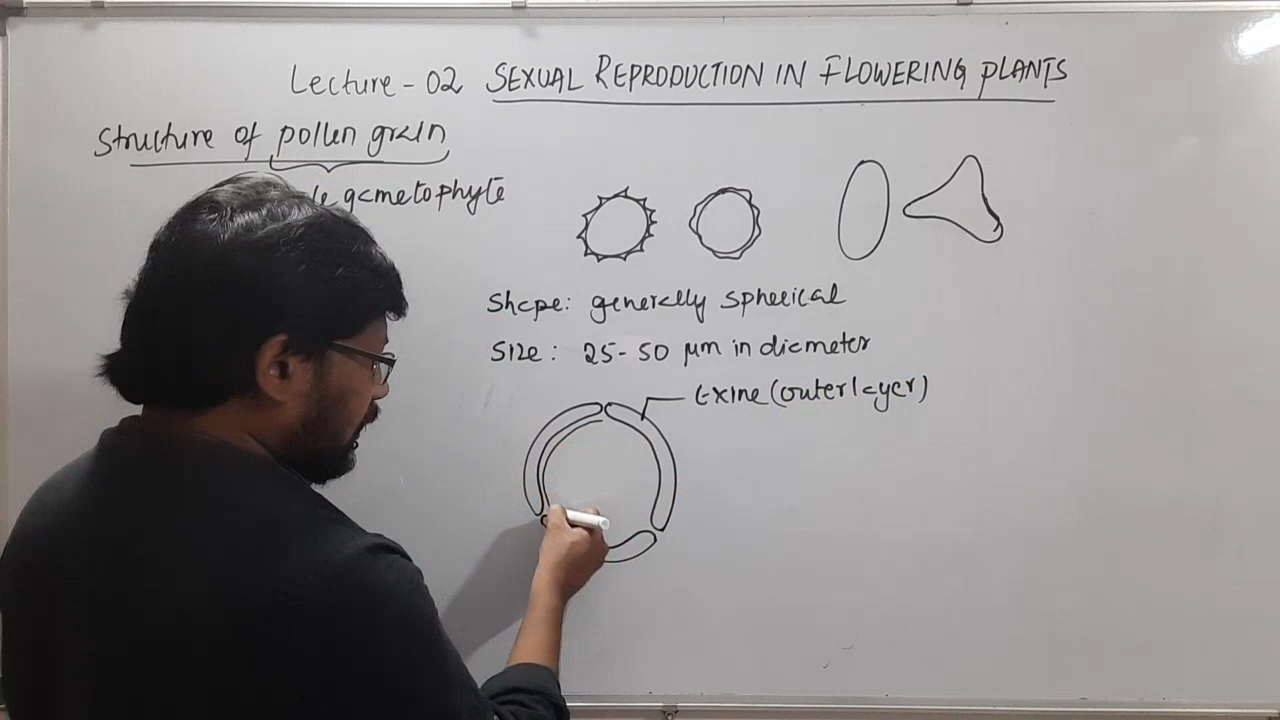 Lecture - 02 SEXUAL REPRODUCTION IN FLOWERING PLANTS
Structure of pollen grain
gametophyte
Shape: generally spherical
Size: 25-50 µm in diameter
Exine (outer layer)